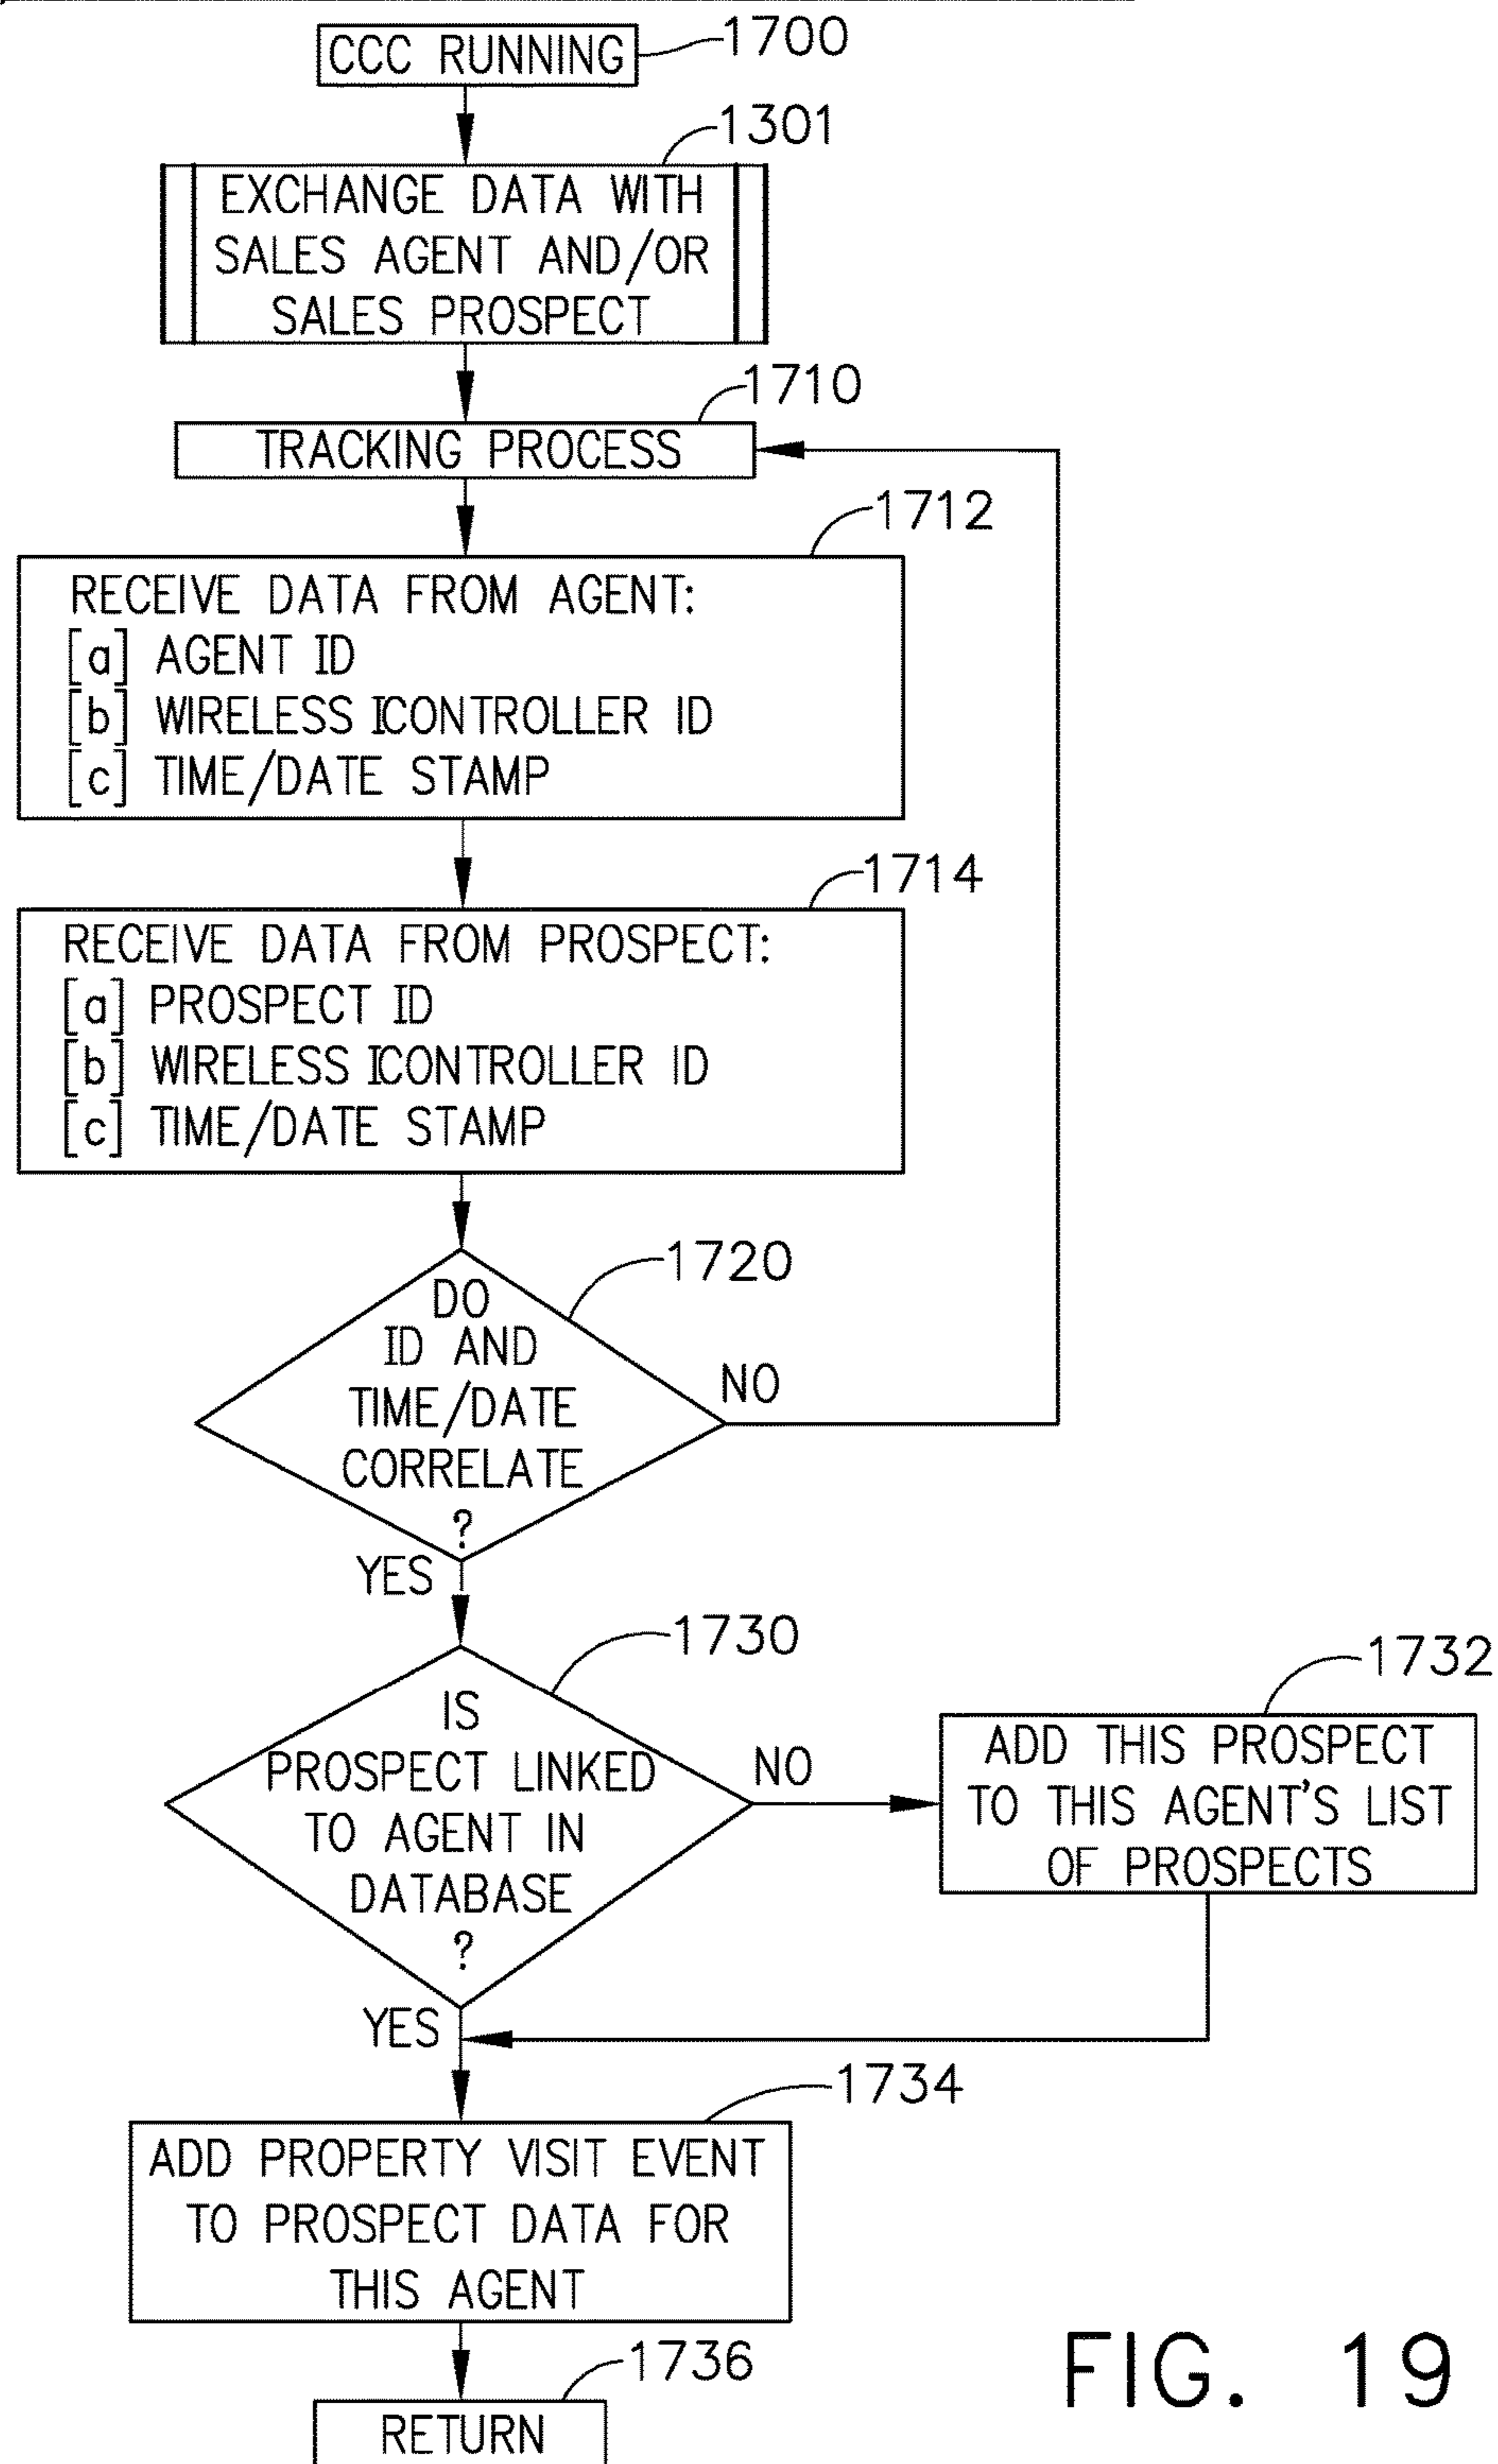 CCC RUNNING
1700
1301
EXCHANGE DATA WITH
SALES AGENT AND/OR
SALES PROSPECT
1710
TRACKING PROCESS
1712
RECEIVE DATA FROM AGENT:
[a] AGENT ID
[b] WIRELESS ICONTROLLER ID
[c] TIME/DATE STAMP
1714
RECEIVE DATA FROM PROSPECT:
[a] PROSPECT ID
[b] WIRELESS ICONTROLLER ID
[c] TIME/DATE STAMP
1720
DO
ID AND
TIME/DATE
CORRELATE
?
NO
YES
1730
IS
PROSPECT LINKED
TO AGENT IN
DATABASE
?
NO
1732
ADD THIS PROSPECT
TO THIS AGENT'S LIST
OF PROSPECTS
YES
1734
ADD PROPERTY VISIT EVENT
TO PROSPECT DATA FOR
THIS AGENT
1736
RETURN
FIG. 19